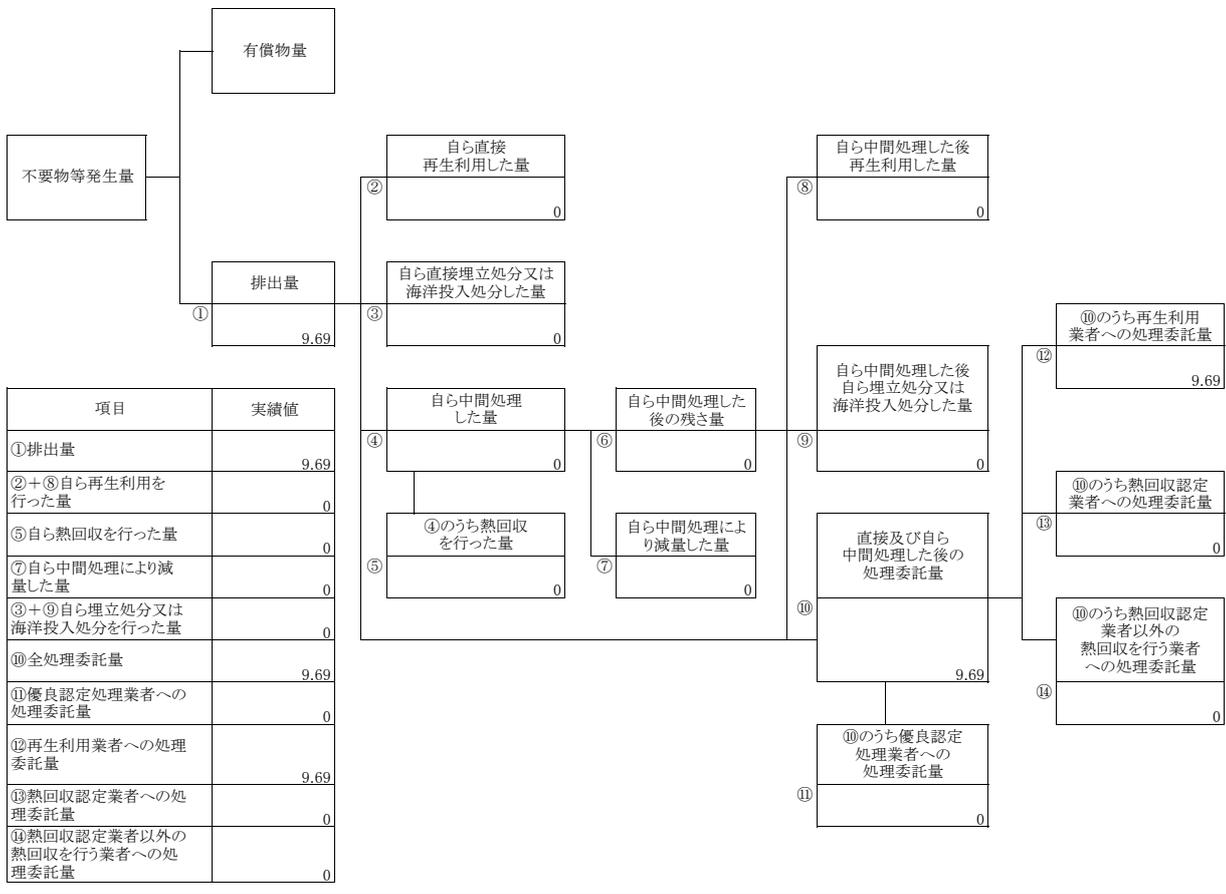 有償物量
不要物等発生量
自ら直接
再生利用した量
②
0
自ら中間処理した後
再生利用した量
⑧
0
排出量
①
9.69
自ら直接埋立処分又は
海洋投入処分した量
③
0
⑩のうち再生利用
業者への処理委託量
⑫
9.69
自ら中間処理
した量
④
0
自ら中間処理した
後の残さ量
⑥
0
自ら中間処理した後
自ら埋立処分又は
海洋投入処分した量
⑨
0
⑩のうち熱回収認定
業者への処理委託量
⑬
0
④のうち熱回収
を行った量
⑤
0
自ら中間処理によ
り減量した量
⑦
0
直接及び自ら
中間処理した後の
処理委託量
⑩
9.69
⑩のうち熱回収認定
業者以外の
熱回収を行う業者
への処理委託量
⑭
0
⑩のうち優良認定
処理業者への
処理委託量
⑪
0
項目 実績値
①排出量
9.69
②＋⑧自ら再生利用を
行った量
0
⑤自ら熱回収を行った量
0
⑦自ら中間処理により減
量した量
0
③＋⑨自ら埋立処分又は
海洋投入処分を行った量
0
⑩全処理委託量
9.69
⑪優良認定処理業者への
処理委託量
0
⑫再生利用業者への処理
委託量
9.69
⑬熱回収認定業者への処
理委託量
0
⑭熱回収認定業者以外の
熱回収を行う業者への処
理委託量
0